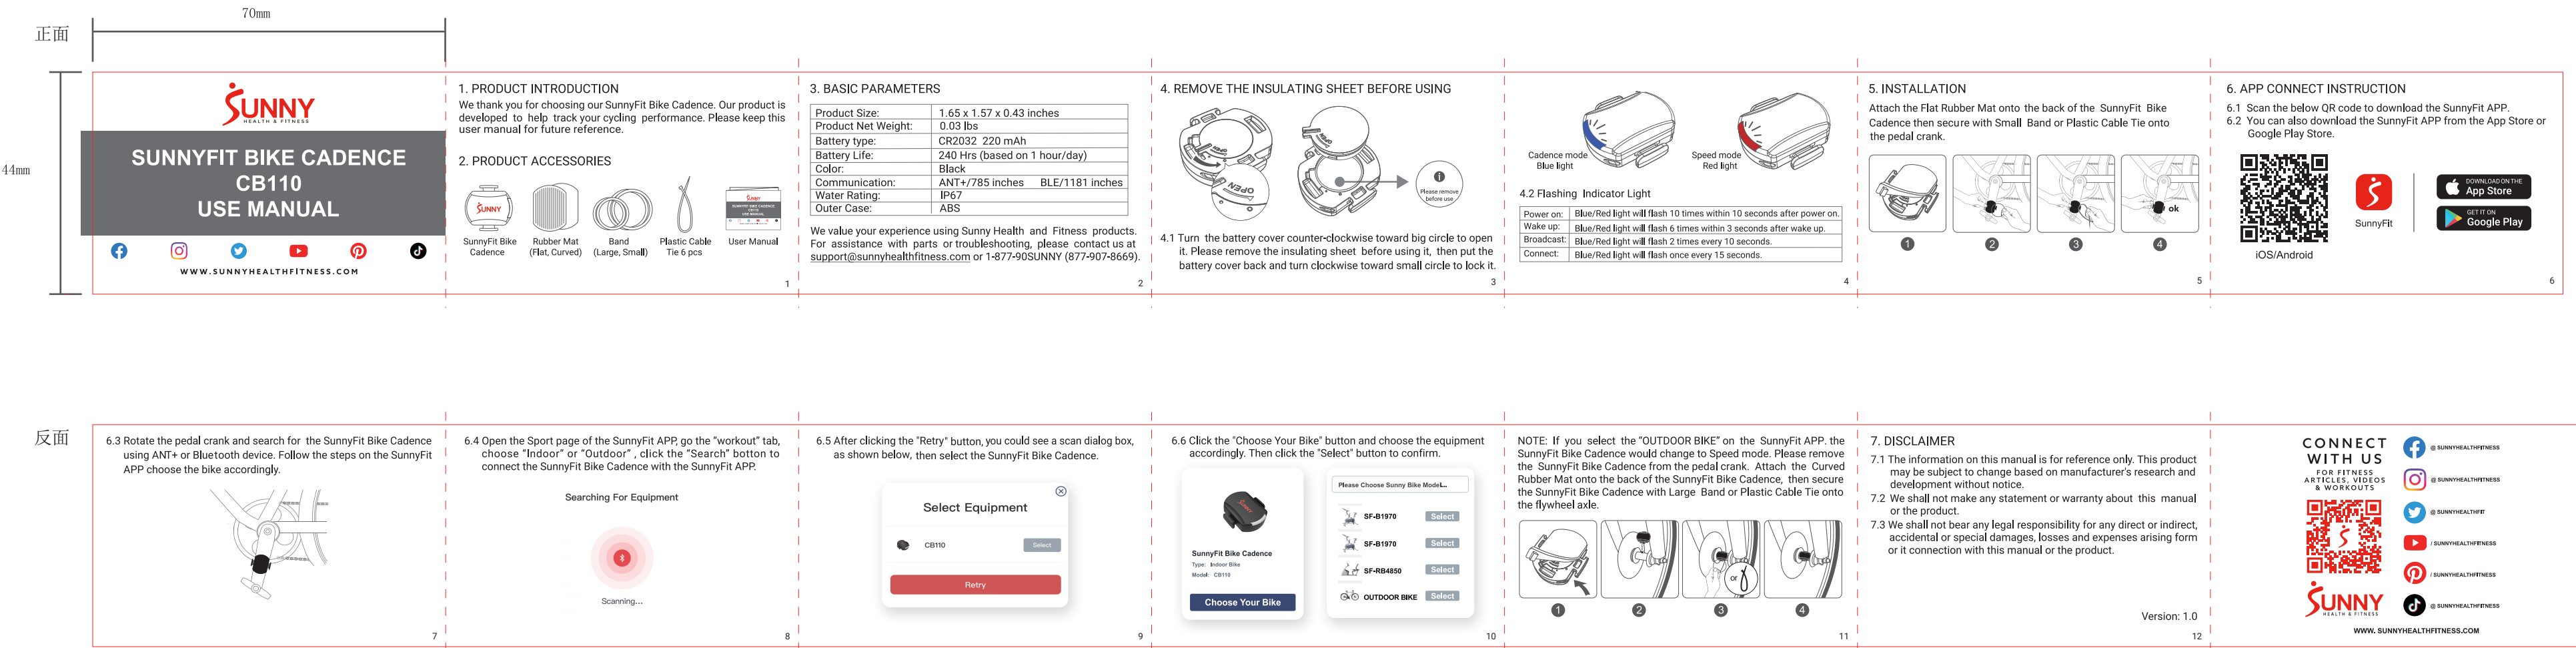 70mm
正面
44mm
SUNNY
HEALTH & FITNESS
SUNNYFIT BIKE CADENCE
CB110
USE MANUAL
WWW.SUNNYHEALTHFITNESS.COM
1. PRODUCT INTRODUCTION
We thank you for choosing our SunnyFit Bike Cadence. Our product is
developed to help track your cycling performance. Please keep this
user manual for future reference.
2. PRODUCT ACCESSORIES
SUNNY
SUNNY
SUNNYFIT BIKE CADENCE
CB110
USE MANUAL
SunnyFit Bike
Cadence
Rubber Mat
(Flat, Curved)
Band
(Large, Small)
Plastic Cable
Tie 6 pcs
User Manual
1
3. BASIC PARAMETERS
Product Size: 1.65 x 1.57 x 0.43 inches
Product Net Weight: 0.03 lbs
Battery type: CR2032 220 mAh
Battery Life: 240 Hrs (based on 1 hour/day)
Color: Black
Communication: ANT+/785 inches BLE/1181 inches
Water Rating: IP67
Outer Case: ABS
We value your experience using Sunny Health and Fitness products.
For assistance with parts or troubleshooting, please contact us at
support@sunnyhealthfitness.com or 1-877-90SUNNY (877-907-8669).
2
4. REMOVE THE INSULATING SHEET BEFORE USING
OPEN
i
Please remove
before use
4.1 Turn the battery cover counter-clockwise toward big circle to open
it. Please remove the insulating sheet before using it, then put the
battery cover back and turn clockwise toward small circle to lock it.
3
Cadence mode
Blue light
Speed mode
Red light
4.2 Flashing Indicator Light
Power on: Blue/Red light will flash 10 times within 10 seconds after power on.
Wake up: Blue/Red light will flash 6 times within 3 seconds after wake up.
Broadcast: Blue/Red light will flash 2 times every 10 seconds.
Connect: Blue/Red light will flash once every 15 seconds.
4
5. INSTALLATION
Attach the Flat Rubber Mat onto the back of the SunnyFit Bike
Cadence then secure with Small Band or Plastic Cable Tie onto
the pedal crank.
ok
1 2 3 4
5
6. APP CONNECT INSTRUCTION
6.1 Scan the below QR code to download the SunnyFit APP.
6.2 You can also download the SunnyFit APP from the App Store or
Google Play Store.
iOS/Android
SunnyFit
DOWNLOAD ON THE
App Store
GET IT ON
Google Play
6
反面
6.3 Rotate the pedal crank and search for the SunnyFit Bike Cadence
using ANT+ or Bluetooth device. Follow the steps on the SunnyFit
APP choose the bike accordingly.
7
6.4 Open the Sport page of the SunnyFit APP, go the “workout” tab,
choose “Indoor” or “Outdoor” , click the “Search” botton to
connect the SunnyFit Bike Cadence with the SunnyFit APP.
Searching For Equipment
Scanning...
8
6.5 After clicking the "Retry" button, you could see a scan dialog box,
as shown below, then select the SunnyFit Bike Cadence.
Select Equipment
CB110 Select
Retry
9
6.6 Click the "Choose Your Bike" button and choose the equipment
accordingly. Then click the "Select" button to confirm.
SunnyFit Bike Cadence
Type: Indoor Bike
Model: CB110
Choose Your Bike
Please Choose Sunny Bike Model...
SF-B1970 Select
SF-B1970 Select
SF-RB4850 Select
OUTDOOR BIKE Select
10
NOTE: If you select the “OUTDOOR BIKE” on the SunnyFit APP. the
SunnyFit Bike Cadence would change to Speed mode. Please remove
the SunnyFit Bike Cadence from the pedal crank. Attach the Curved
Rubber Mat onto the back of the SunnyFit Bike Cadence, then secure
the SunnyFit Bike Cadence with Large Band or Plastic Cable Tie onto
the flywheel axle.
or
1 2 3 4
11
7. DISCLAIMER
7.1 The information on this manual is for reference only. This product
may be subject to change based on manufacturer's research and
development without notice.
7.2 We shall not make any statement or warranty about this manual
or the product.
7.3 We shall not bear any legal responsibility for any direct or indirect,
accidental or special damages, losses and expenses arising form
or it connection with this manual or the product.
Version: 1.0
12
CONNECT
WITH US
FOR FITNESS
ARTICLES, VIDEOS
& WORKOUTS
SUNNY
HEALTH & FITNESS
@ SUNNYHEALTHFITNESS
@ SUNNYHEALTHFITNESS
@ SUNNYHEALTHFIT
/ SUNNYHEALTHFITNESS
/ SUNNYHEALTHFITNESS
@ SUNNYHEALTHFITNESS
WWW. SUNNYHEALTHFITNESS.COM